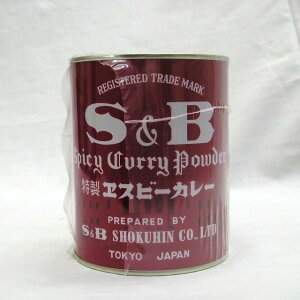 REGISTERED TRADE MARK
S&B
Spicy Curry Powder
特製 ヱスビーカレー
PREPARED BY
S&B SHOKUHIN CO., LTD
TOKYO JAPAN